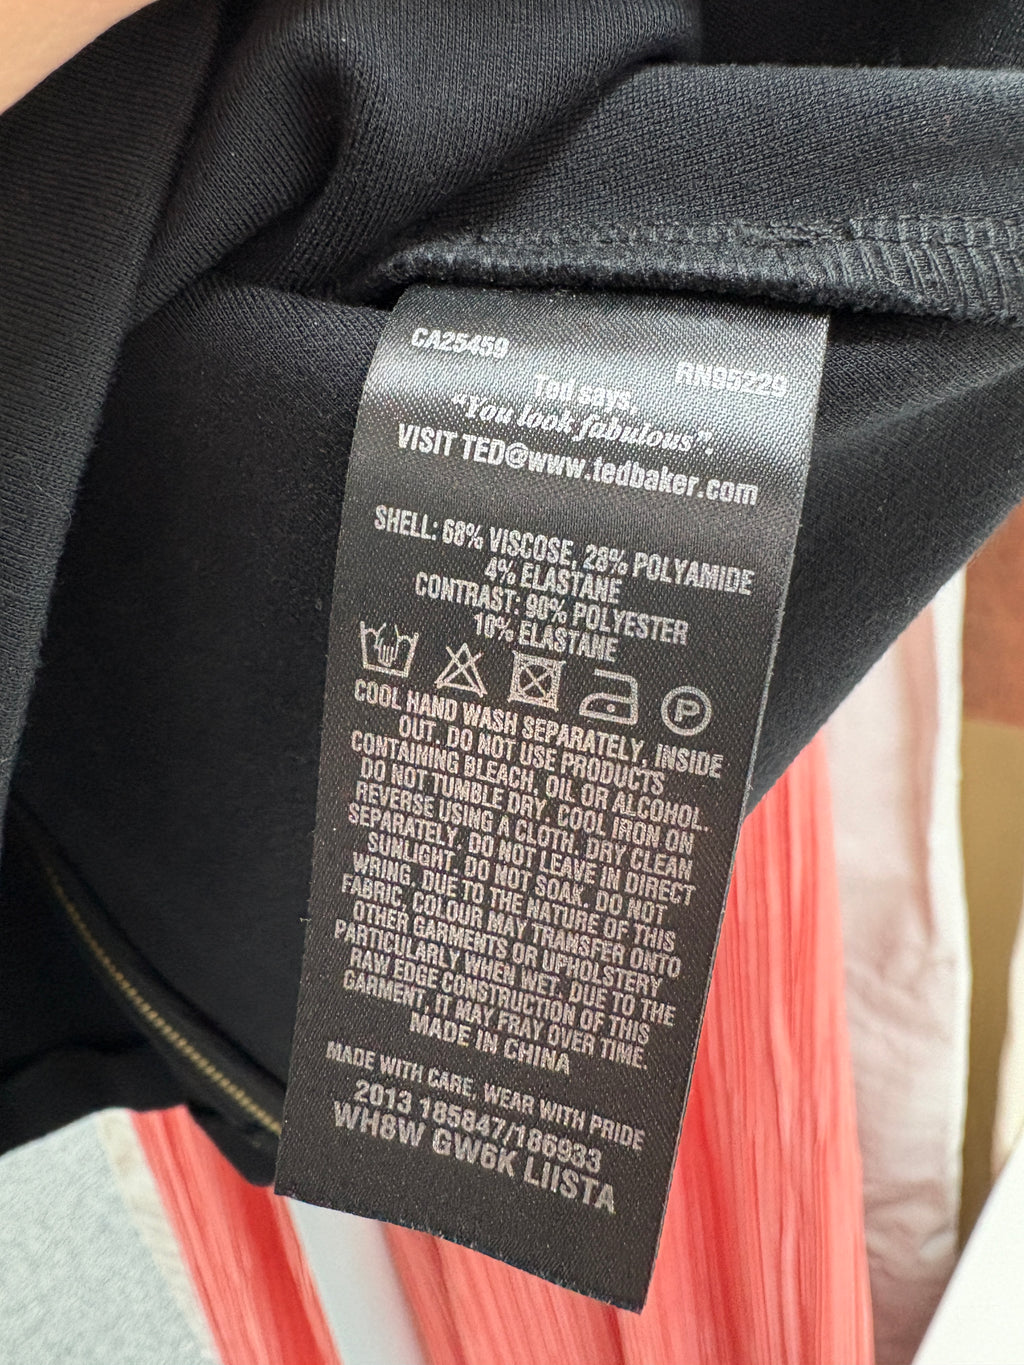 CA25459
RN95229
Ted says,
"You look fabulous".
VISIT TED@www.tedbaker.com
SHELL: 68% VISCOSE, 28% POLYAMIDE
4% ELASTANE
CONTRAST: 90% POLYESTER
10% ELASTANE
P
COOL HAND WASH SEPARATELY, INSIDE
OUT. DO NOT USE PRODUCTS
CONTAINING BLEACH, OIL OR ALCOHOL.
DO NOT TUMBLE DRY. COOL IRON ON
REVERSE USING A CLOTH. DRY CLEAN
SEPARATELY. DO NOT LEAVE IN DIRECT
SUNLIGHT. DO NOT SOAK. DO NOT
WRING. DUE TO THE NATURE OF THIS
FABRIC, COLOUR MAY TRANSFER ONTO
OTHER GARMENTS OR UPHOLSTERY
PARTICULARLY WHEN WET. DUE TO THE
RAW EDGE CONSTRUCTION OF THIS
GARMENT, IT MAY FRAY OVER TIME.
MADE IN CHINA
MADE WITH CARE, WEAR WITH PRIDE
2013 185847/186933
WH8W GW6K LIISTA